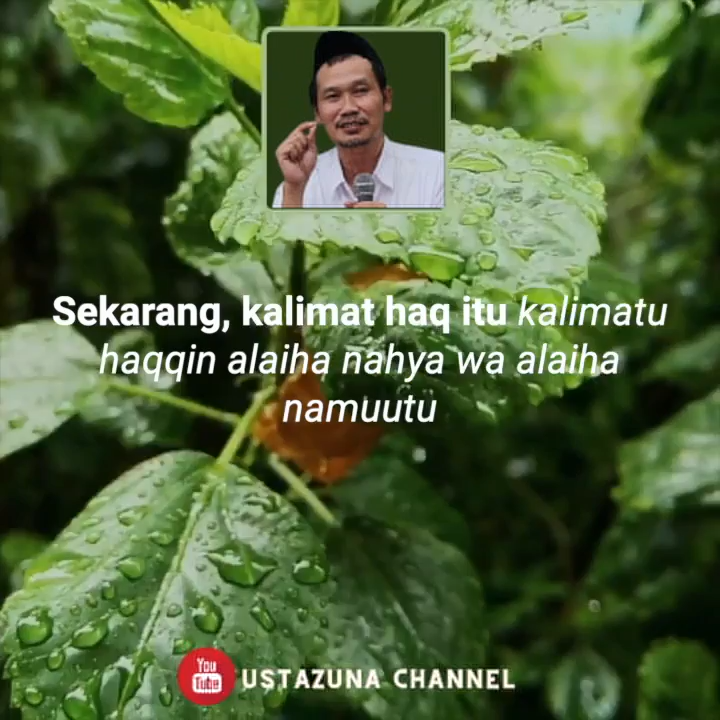 Sekarang, kalimat haq itu kalimatu
haqqin alaiha nahya wa alaiha
namuutu
You
Tube
USTAZUNA CHANNEL